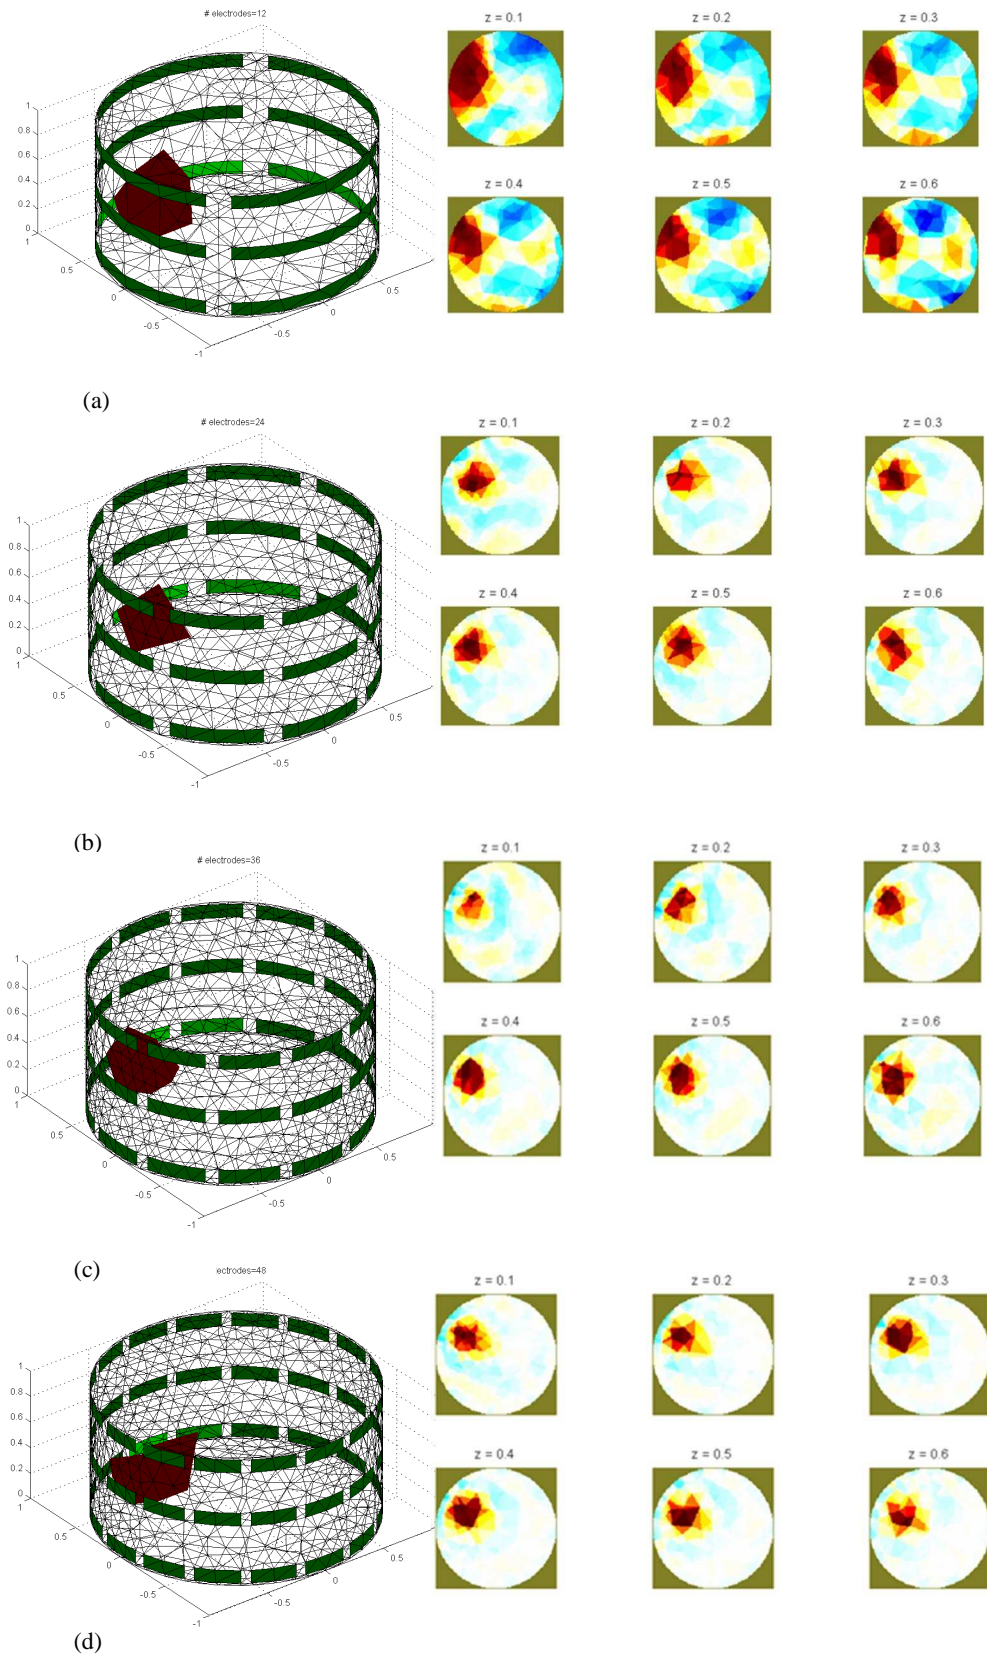 # electrodes=12
1
0.8
0.6
0.4
0.2
0
1
0.5
0
-0.5
-1
-0.5
0
0.5
z = 0.1
z = 0.2
z = 0.3
z = 0.4
z = 0.5
z = 0.6
(a)
# electrodes=24
1
0.8
0.6
0.4
0.2
0
1
0.5
0
-0.5
-1
-0.5
0
0.5
z = 0.1
z = 0.2
z = 0.3
z = 0.4
z = 0.5
z = 0.6
(b)
# electrodes=36
1
0.8
0.6
0.4
0.2
0
1
0.5
0
-0.5
-1
-0.5
0
0.5
z = 0.1
z = 0.2
z = 0.3
z = 0.4
z = 0.5
z = 0.6
(c)
ectrodes=48
1
0.8
0.6
0.4
0.2
0
1
0.5
0
-0.5
-1
-0.5
0
0.5
z = 0.1
z = 0.2
z = 0.3
z = 0.4
z = 0.5
z = 0.6
(d)